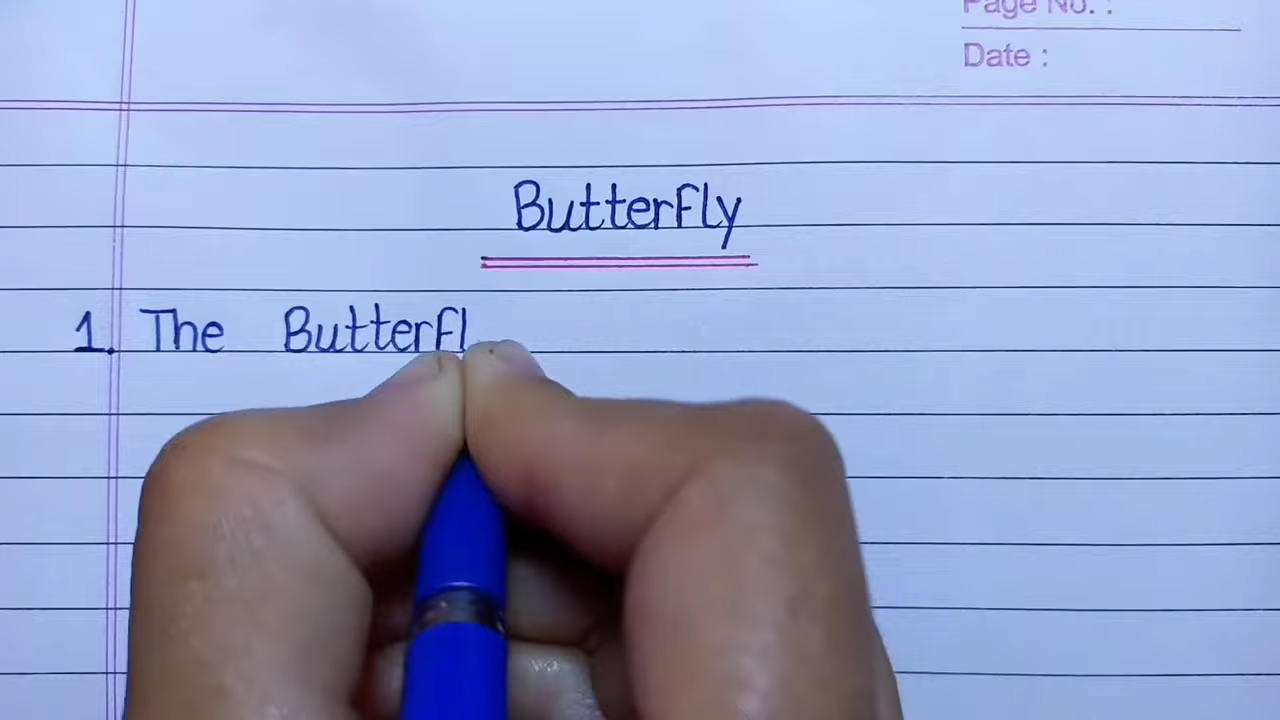 Page No. :
Date :
Butterfly
1. The Butterfl